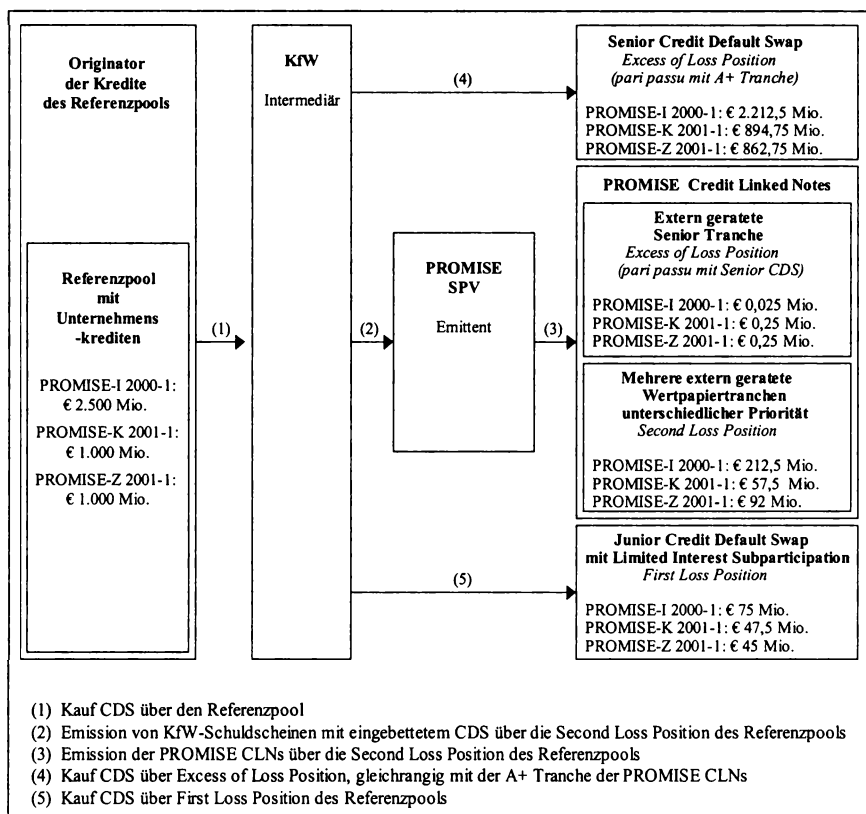 Originator
der Kredite
des Referenzpools
Referenzpool
mit
Unternehmens
-krediten
PROMISE-I 2000-1:
€ 2.500 Mio.
PROMISE-K 2001-1:
€ 1.000 Mio.
PROMISE-Z 2001-1:
€ 1.000 Mio.
(1)
KfW
Intermediär
(4)
(2)
PROMISE
SPV
Emittent
(3)
(5)
Senior Credit Default Swap
Excess of Loss Position
(pari passu mit A+ Tranche)
PROMISE-I 2000-1: € 2.212,5 Mio.
PROMISE-K 2001-1: € 894,75 Mio.
PROMISE-Z 2001-1: € 862,75 Mio.
PROMISE Credit Linked Notes
Extern geratete
Senior Tranche
Excess of Loss Position
(pari passu mit Senior CDS)
PROMISE-I 2000-1: € 0,025 Mio.
PROMISE-K 2001-1: € 0,25 Mio.
PROMISE-Z 2001-1: € 0,25 Mio.
Mehrere extern geratete
Wertpapiertranchen
unterschiedlicher Priorität
Second Loss Position
PROMISE-I 2000-1: € 212,5 Mio.
PROMISE-K 2001-1: € 57,5 Mio.
PROMISE-Z 2001-1: € 92 Mio.
Junior Credit Default Swap
mit Limited Interest Subparticipation
First Loss Position
PROMISE-I 2000-1: € 75 Mio.
PROMISE-K 2001-1: € 47,5 Mio.
PROMISE-Z 2001-1: € 45 Mio.
(1) Kauf CDS über den Referenzpool
(2) Emission von KfW-Schuldscheinen mit eingebettetem CDS über die Second Loss Position des Referenzpools
(3) Emission der PROMISE CLNs über die Second Loss Position des Referenzpools
(4) Kauf CDS über Excess of Loss Position, gleichrangig mit der A+ Tranche der PROMISE CLNs
(5) Kauf CDS über First Loss Position des Referenzpools